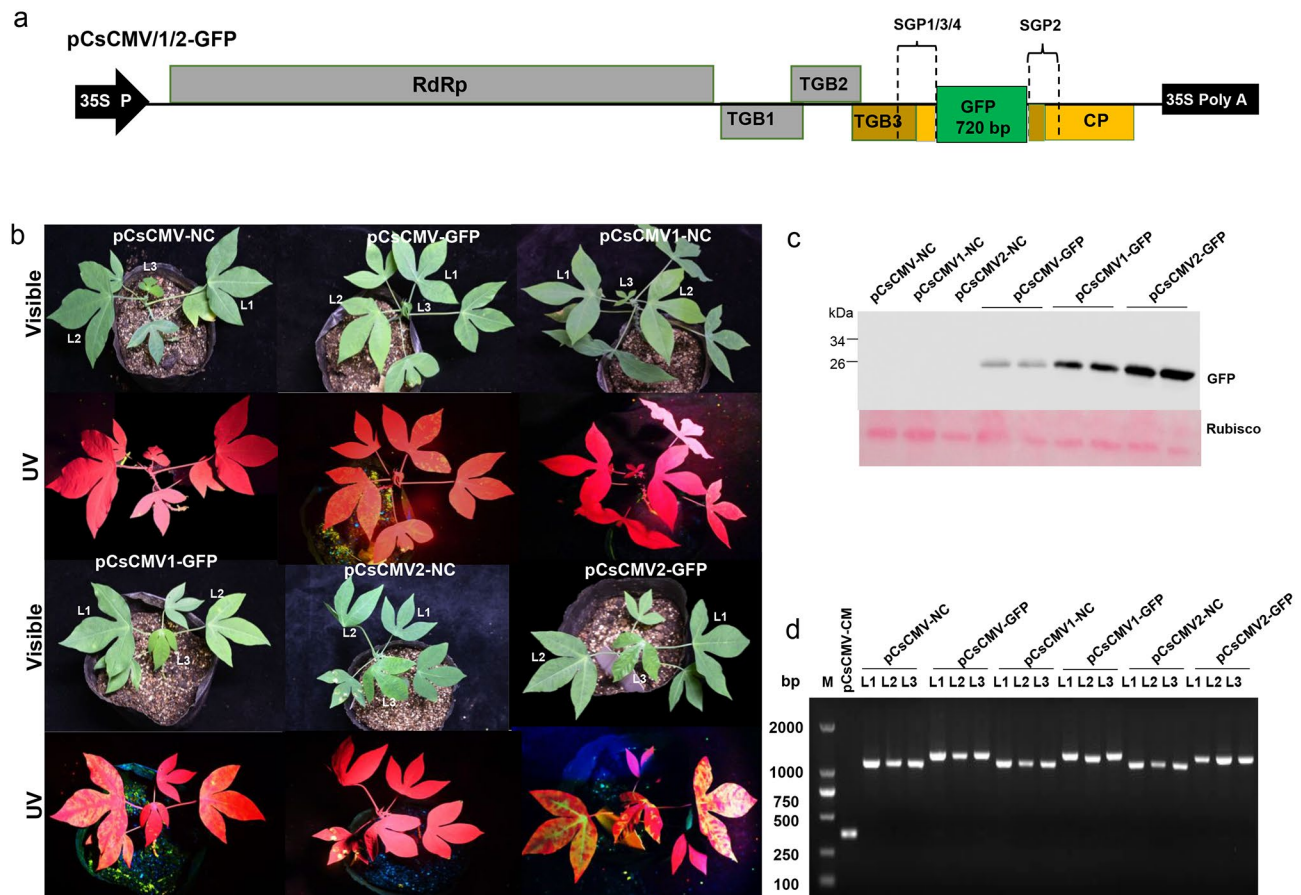 a
pCsCMV/1/2-GFP
SGP1/3/4
SGP2
35S P
RdRp
TGB1
TGB2
TGB3
GFP
720 bp
CP
35S Poly A
b
Visible
pCsCMV-NC
L3
L1
L2
pCsCMV-GFP
L1
L2
L3
pCsCMV1-NC
L1
L3
L2
UV
Visible
pCsCMV1-GFP
L1
L2
L3
pCsCMV2-NC
L1
L2
L3
pCsCMV2-GFP
L1
L2
L3
UV
c
pCsCMV-NC
pCsCMV1-NC
pCsCMV2-NC
pCsCMV-GFP
pCsCMV1-GFP
pCsCMV2-GFP
kDa
34
26
GFP
Rubisco
d
pCsCMV-CM
pCsCMV-NC
pCsCMV-GFP
pCsCMV1-NC
pCsCMV1-GFP
pCsCMV2-NC
pCsCMV2-GFP
bp M L1 L2 L3 L1 L2 L3 L1 L2 L3 L1 L2 L3 L1 L2 L3 L1 L2 L3
2000
1000
750
500
250
100